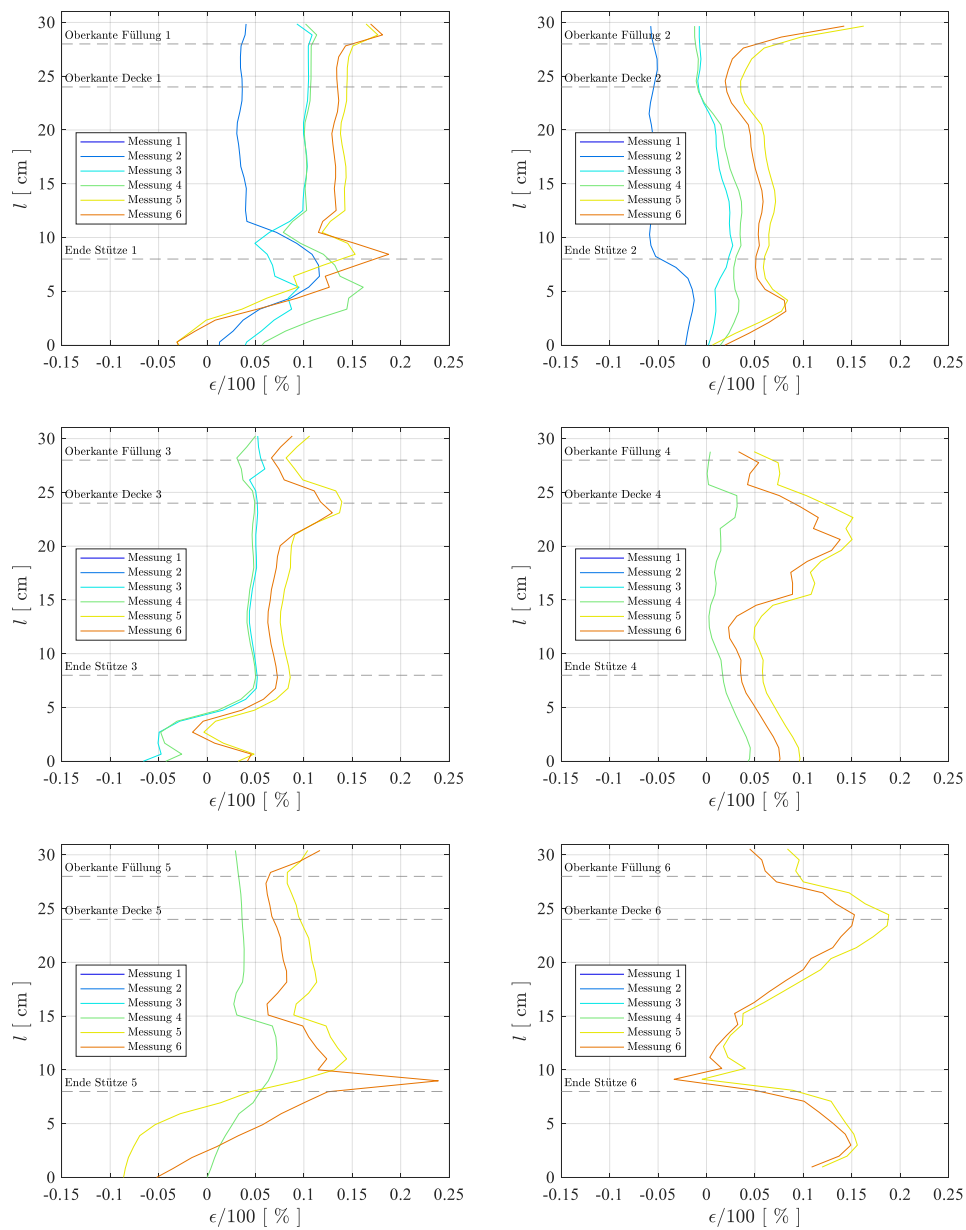 30
25
20
15
10
5
0
l [ cm ]
Oberkante Füllung 1
Oberkante Decke 1
Messung 1
Messung 2
Messung 3
Messung 4
Messung 5
Messung 6
Ende Stütze 1
-0.15 -0.1 -0.05 0 0.05 0.1 0.15 0.2 0.25
ϵ/100 [ % ]
30
25
20
15
10
5
0
l [ cm ]
Oberkante Füllung 2
Oberkante Decke 2
Messung 1
Messung 2
Messung 3
Messung 4
Messung 5
Messung 6
Ende Stütze 2
-0.15 -0.1 -0.05 0 0.05 0.1 0.15 0.2 0.25
ϵ/100 [ % ]
30
25
20
15
10
5
0
l [ cm ]
Oberkante Füllung 3
Oberkante Decke 3
Messung 1
Messung 2
Messung 3
Messung 4
Messung 5
Messung 6
Ende Stütze 3
-0.15 -0.1 -0.05 0 0.05 0.1 0.15 0.2 0.25
ϵ/100 [ % ]
30
25
20
15
10
5
0
l [ cm ]
Oberkante Füllung 4
Oberkante Decke 4
Messung 1
Messung 2
Messung 3
Messung 4
Messung 5
Messung 6
Ende Stütze 4
-0.15 -0.1 -0.05 0 0.05 0.1 0.15 0.2 0.25
ϵ/100 [ % ]
30
25
20
15
10
5
0
l [ cm ]
Oberkante Füllung 5
Oberkante Decke 5
Messung 1
Messung 2
Messung 3
Messung 4
Messung 5
Messung 6
Ende Stütze 5
-0.15 -0.1 -0.05 0 0.05 0.1 0.15 0.2 0.25
ϵ/100 [ % ]
30
25
20
15
10
5
0
l [ cm ]
Oberkante Füllung 6
Oberkante Decke 6
Messung 1
Messung 2
Messung 3
Messung 4
Messung 5
Messung 6
Ende Stütze 6
-0.15 -0.1 -0.05 0 0.05 0.1 0.15 0.2 0.25
ϵ/100 [ % ]